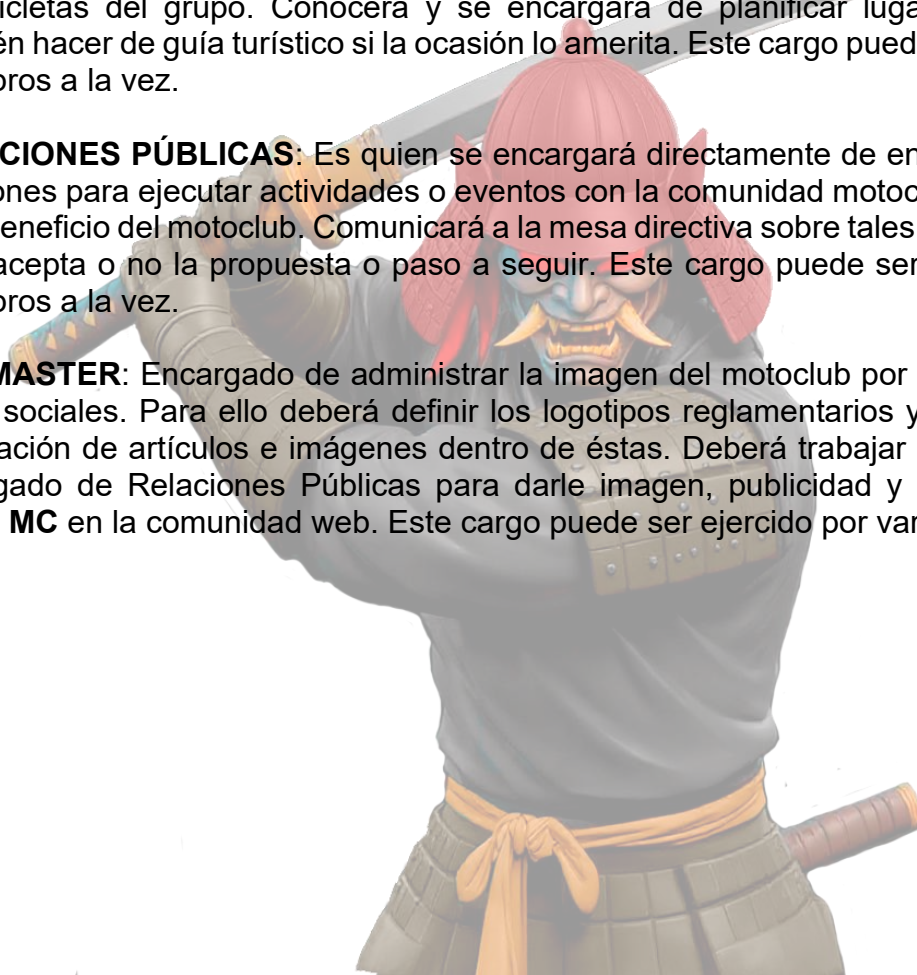 icletas del grupo. Conocerá y se encargará de planificar luga
én hacer de guía turístico si la ocasión lo amerita. Este cargo pued
bros a la vez.
CIONES PÚBLICAS: Es quien se encargará directamente de en
ones para ejecutar actividades o eventos con la comunidad motoc
eneficio del motoclub. Comunicará a la mesa directiva sobre tales
acepta o no la propuesta o paso a seguir. Este cargo puede ser
bros a la vez.
MASTER: Encargado de administrar la imagen del motoclub por
sociales. Para ello deberá definir los logotipos reglamentarios y
ación de artículos e imágenes dentro de éstas. Deberá trabajar
gado de Relaciones Públicas para darle imagen, publicidad y
MC en la comunidad web. Este cargo puede ser ejercido por var